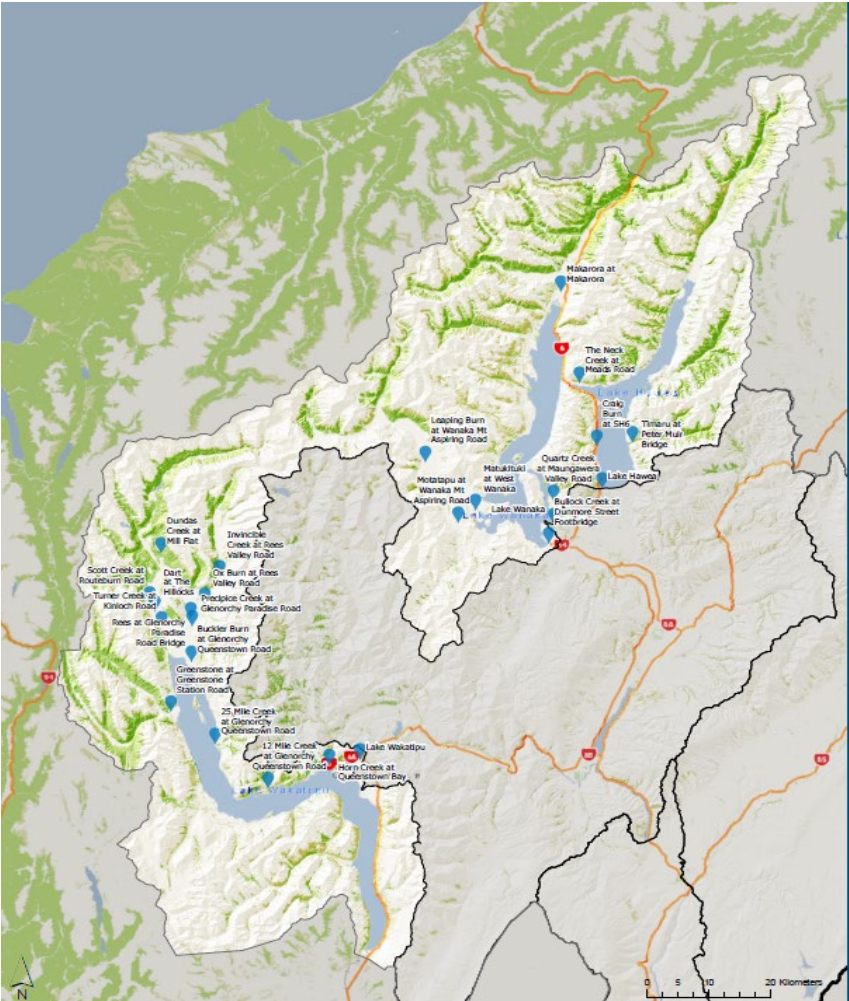 Makarora at
Makarora
6
The Neck
Creek at
Meads Road
Craig
Burn
at SH6
Timaru at
Peter Muir
Bridge
Leaping Burn
at Wanaka Mt
Aspiring Road
Quartz Creek
at Maungawera
Valley Road
Lake Hawea
Motatapu at
Wanaka Mt
Aspiring Road
Matukituki
at West
Wanaka
Lake Wanaka
Bullock Creek at
Dunmore Street
Footbridge
Dundas
Creek at
Mill Flat
Invincible
Creek at Rees
Valley Road
Scott Creek at
Routeburn Road
Dart
at The
Hillocks
Ox Burn at Rees
Valley Road
Turner Creek at
Kinloch Road
Precipice Creek at
Glenorchy Paradise Road
Rees at Glenorchy
Paradise
Road Bridge
Buckler Burn
at Glenorchy
Queenstown Road
Greenstone at
Greenstone
Station Road
94
25 Mile Creek
at Glenorchy
Queenstown Road
12 Mile Creek
at Glenorchy
Queenstown Road
Lake Wakatipu
Horn Creek at
Queenstown Bay
Lake Wakatipu
85
N
0 5 10 20 Kilometers